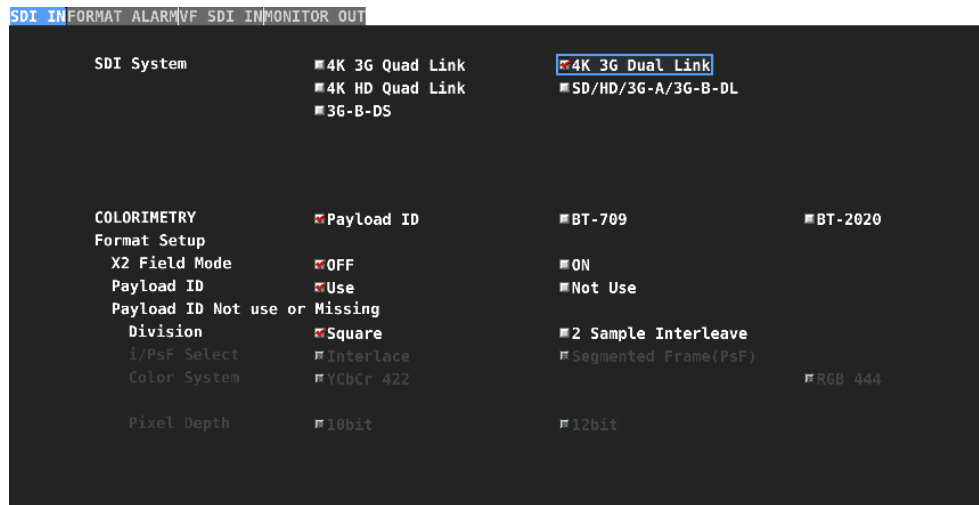 SDI IN FORMAT ALARM VF SDI IN MONITOR OUT
SDI System 4K 3G Quad Link 4K 3G Dual Link
4K HD Quad Link SD/HD/3G-A/3G-B-DL
3G-B-DS
COLORIMETRY Payload ID BT-709 BT-2020
Format Setup
X2 Field Mode OFF ON
Payload ID Use Not Use
Payload ID Not use or Missing
Division Square 2 Sample Interleave
i/PsF Select Interlace Segmented Frame(PsF)
Color System YCbCr 422 RGB 444
Pixel Depth 10bit 12bit